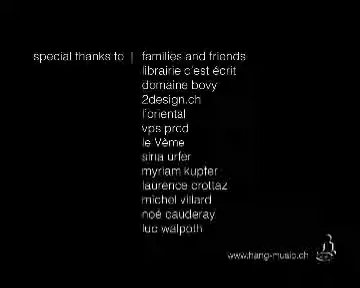 special thanks to | families and friends
librairie c'est écrit
domaine bovy
2design.ch
l'oriental
vps prod
le Vème
sina urfer
myriam kupfer
laurence crottaz
michel villard
noé cauderay
luc walpoth
www.hang-music.ch